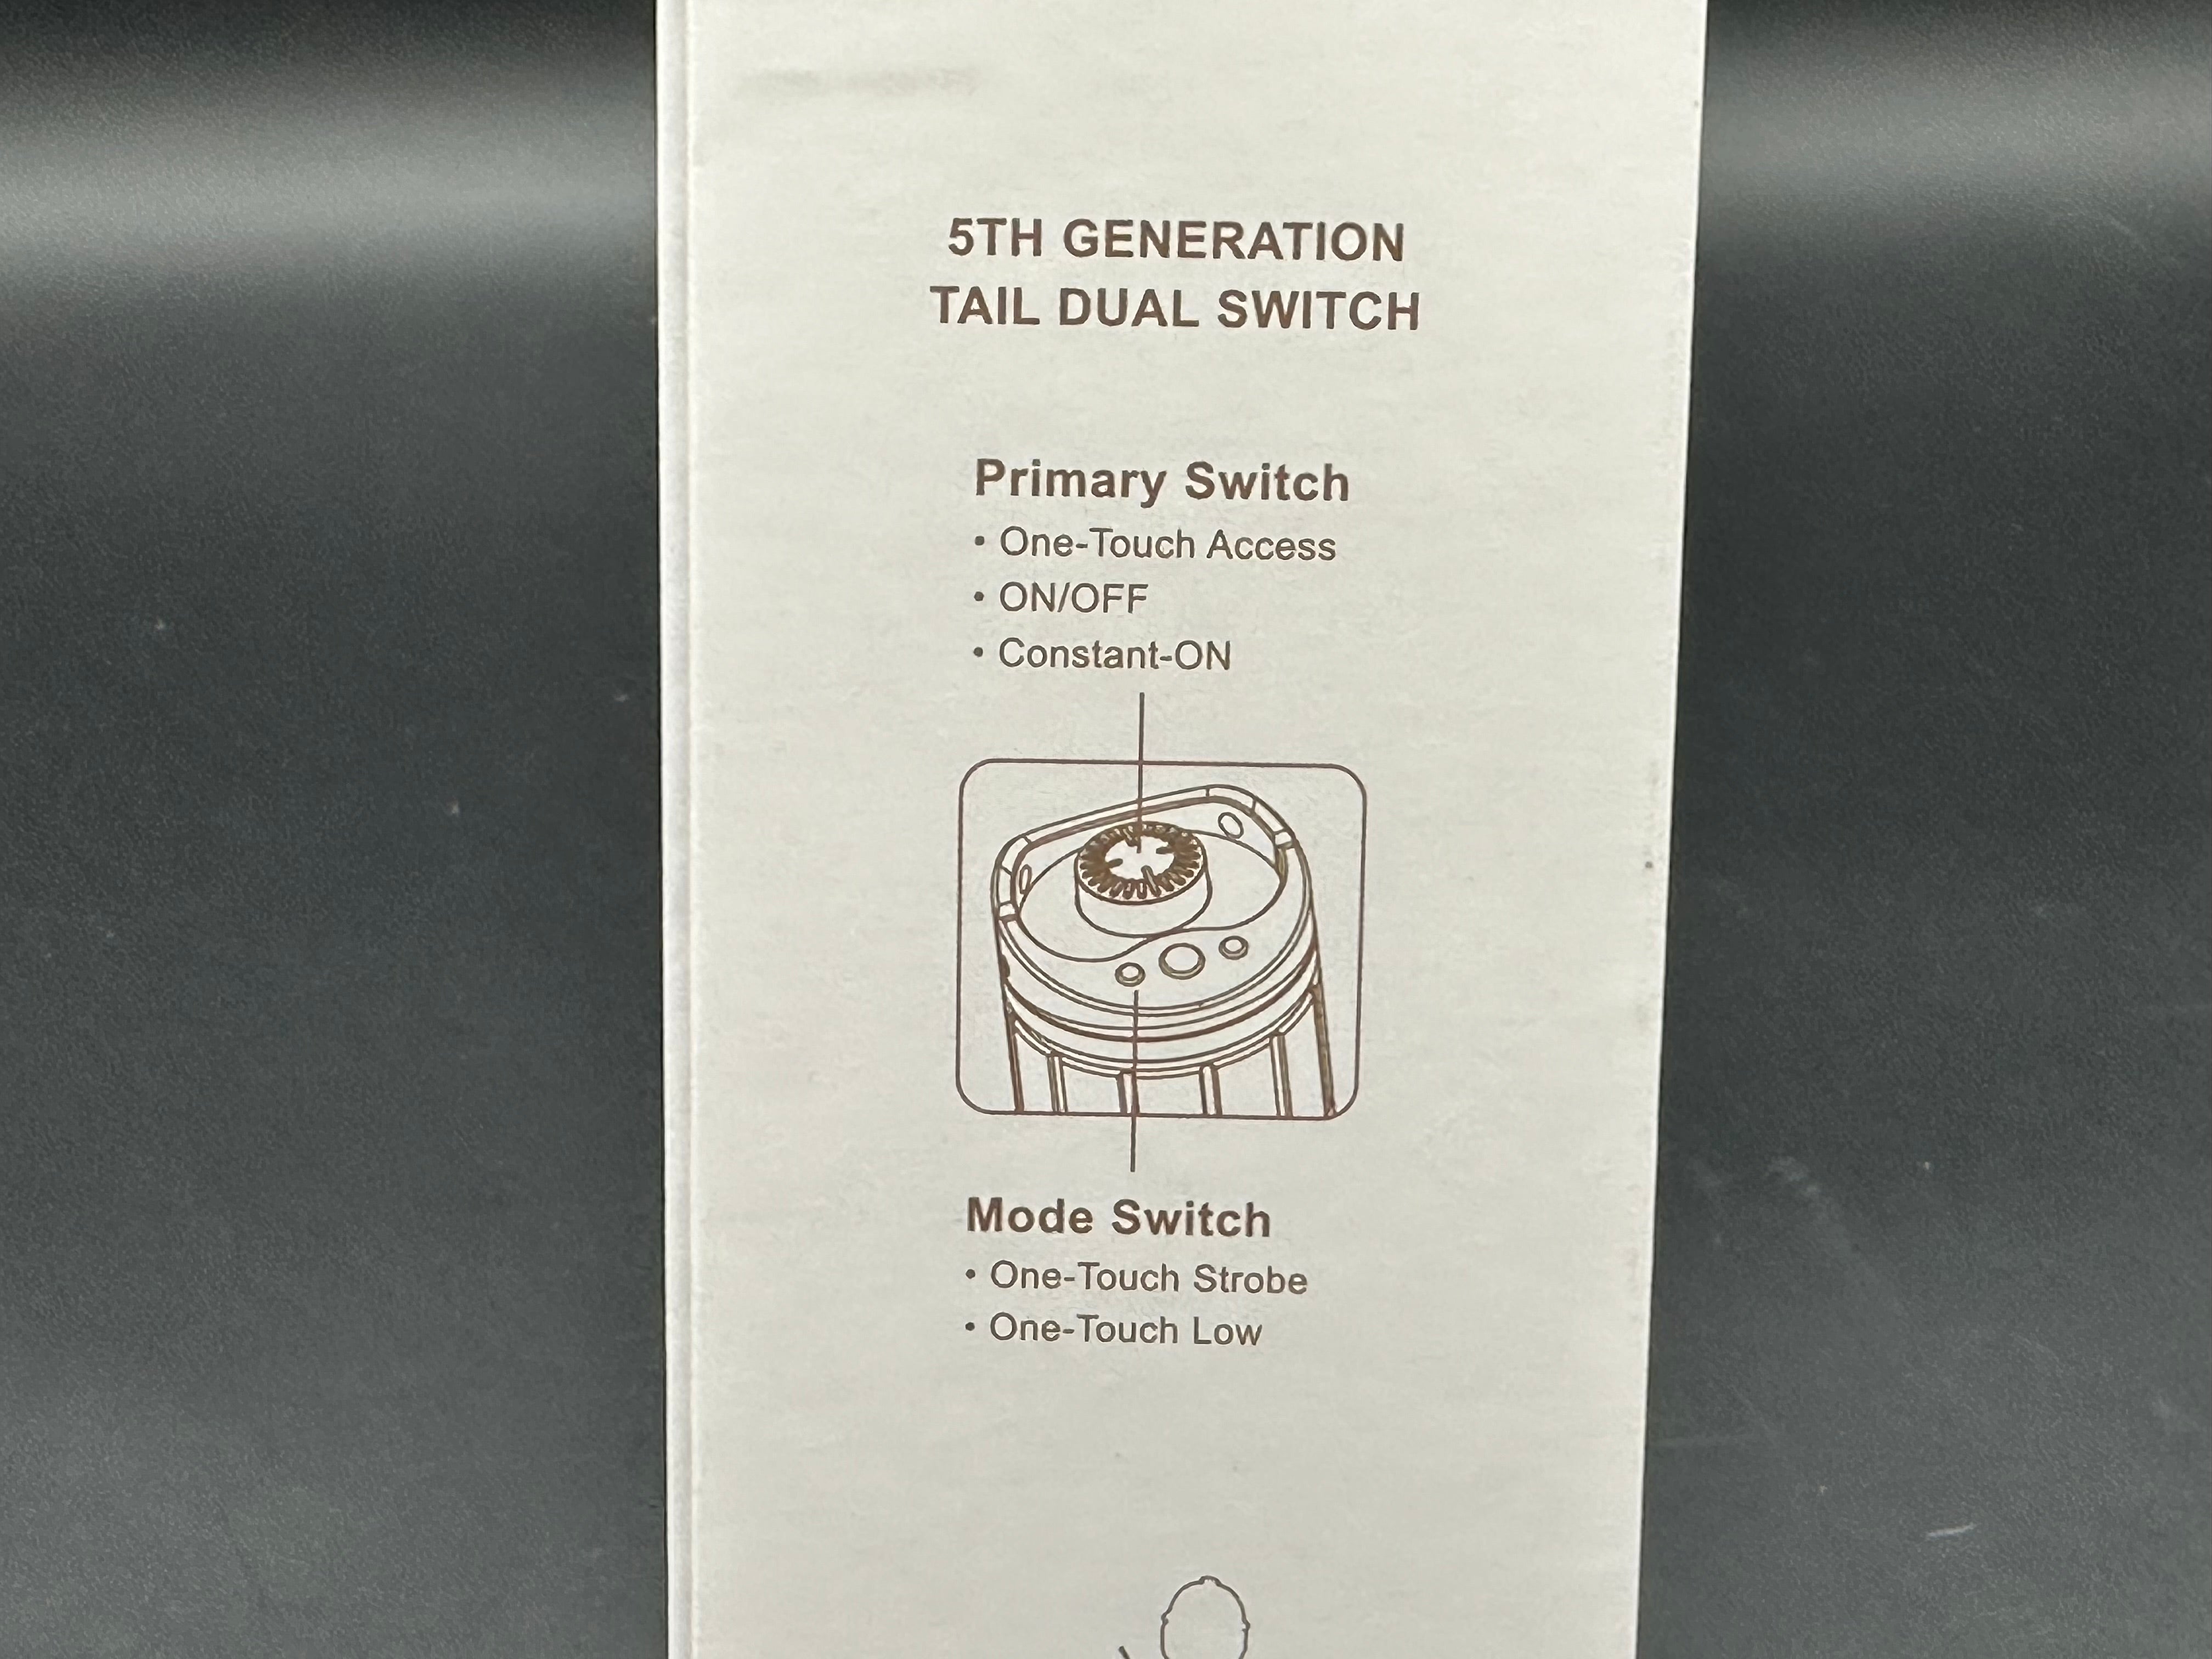 5TH GENERATION
TAIL DUAL SWITCH
Primary Switch
• One-Touch Access
• ON/OFF
• Constant-ON
Mode Switch
• One-Touch Strobe
• One-Touch Low